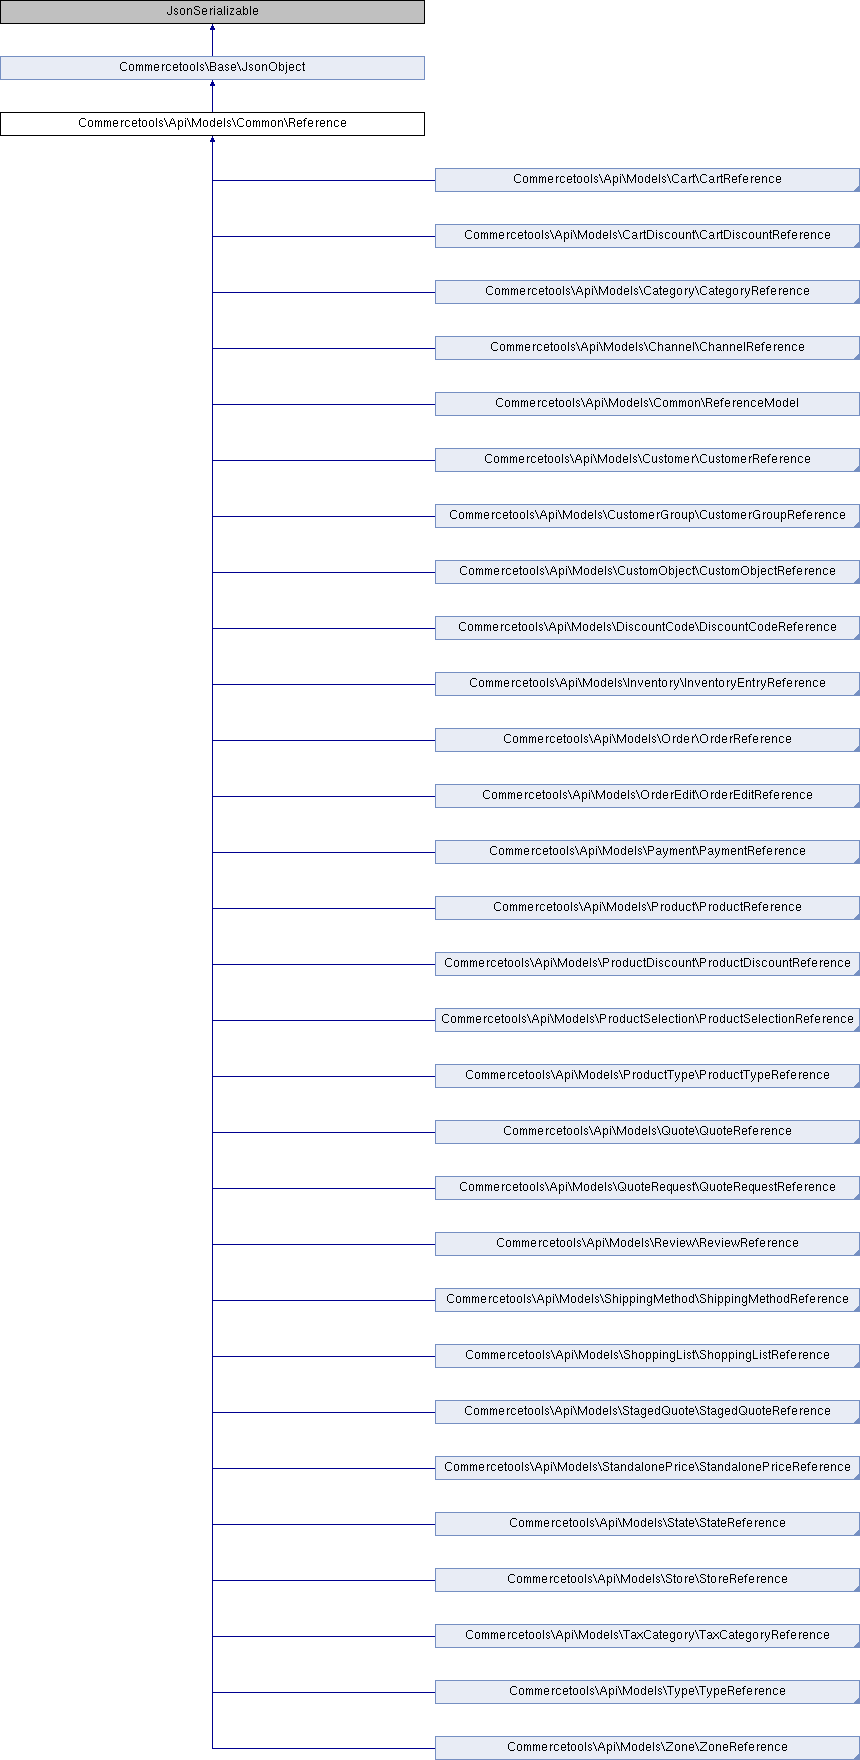 JsonSerializable
Commercetools\Base\JsonObject
Commercetools\Api\Models\Common\Reference
Commercetools\Api\Models\Cart\CartReference
Commercetools\Api\Models\CartDiscount\CartDiscountReference
Commercetools\Api\Models\Category\CategoryReference
Commercetools\Api\Models\Channel\ChannelReference
Commercetools\Api\Models\Common\ReferenceModel
Commercetools\Api\Models\Customer\CustomerReference
Commercetools\Api\Models\CustomerGroup\CustomerGroupReference
Commercetools\Api\Models\CustomObject\CustomObjectReference
Commercetools\Api\Models\DiscountCode\DiscountCodeReference
Commercetools\Api\Models\Inventory\InventoryEntryReference
Commercetools\Api\Models\Order\OrderReference
Commercetools\Api\Models\OrderEdit\OrderEditReference
Commercetools\Api\Models\Payment\PaymentReference
Commercetools\Api\Models\Product\ProductReference
Commercetools\Api\Models\ProductDiscount\ProductDiscountReference
Commercetools\Api\Models\ProductSelection\ProductSelectionReference
Commercetools\Api\Models\ProductType\ProductTypeReference
Commercetools\Api\Models\Quote\QuoteReference
Commercetools\Api\Models\QuoteRequest\QuoteRequestReference
Commercetools\Api\Models\Review\ReviewReference
Commercetools\Api\Models\ShippingMethod\ShippingMethodReference
Commercetools\Api\Models\ShoppingList\ShoppingListReference
Commercetools\Api\Models\StagedQuote\StagedQuoteReference
Commercetools\Api\Models\StandalonePrice\StandalonePriceReference
Commercetools\Api\Models\State\StateReference
Commercetools\Api\Models\Store\StoreReference
Commercetools\Api\Models\TaxCategory\TaxCategoryReference
Commercetools\Api\Models\Type\TypeReference
Commercetools\Api\Models\Zone\ZoneReference